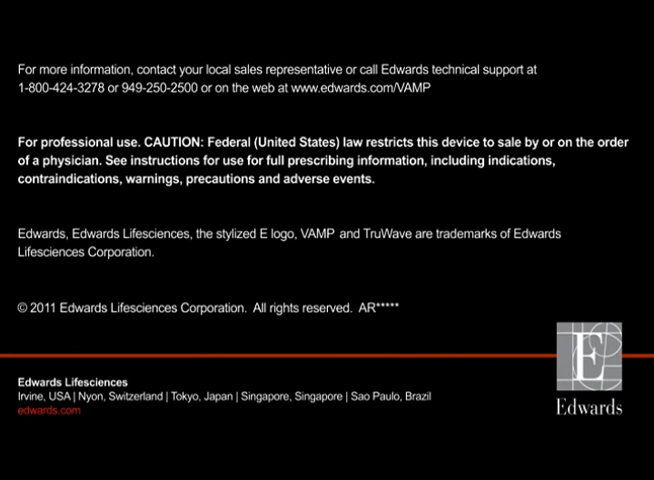 For more information, contact your local sales representative or call Edwards technical support at
1-800-424-3278 or 949-250-2500 or on the web at www.edwards.com/VAMP
For professional use. CAUTION: Federal (United States) law restricts this device to sale by or on the order
of a physician. See instructions for use for full prescribing information, including indications,
contraindications, warnings, precautions and adverse events.
Edwards, Edwards Lifesciences, the stylized E logo, VAMP and TruWave are trademarks of Edwards
Lifesciences Corporation.
© 2011 Edwards Lifesciences Corporation. All rights reserved. AR*****
E
Edwards
Edwards Lifesciences
Irvine, USA | Nyon, Switzerland | Tokyo, Japan | Singapore, Singapore | Sao Paulo, Brazil
edwards.com